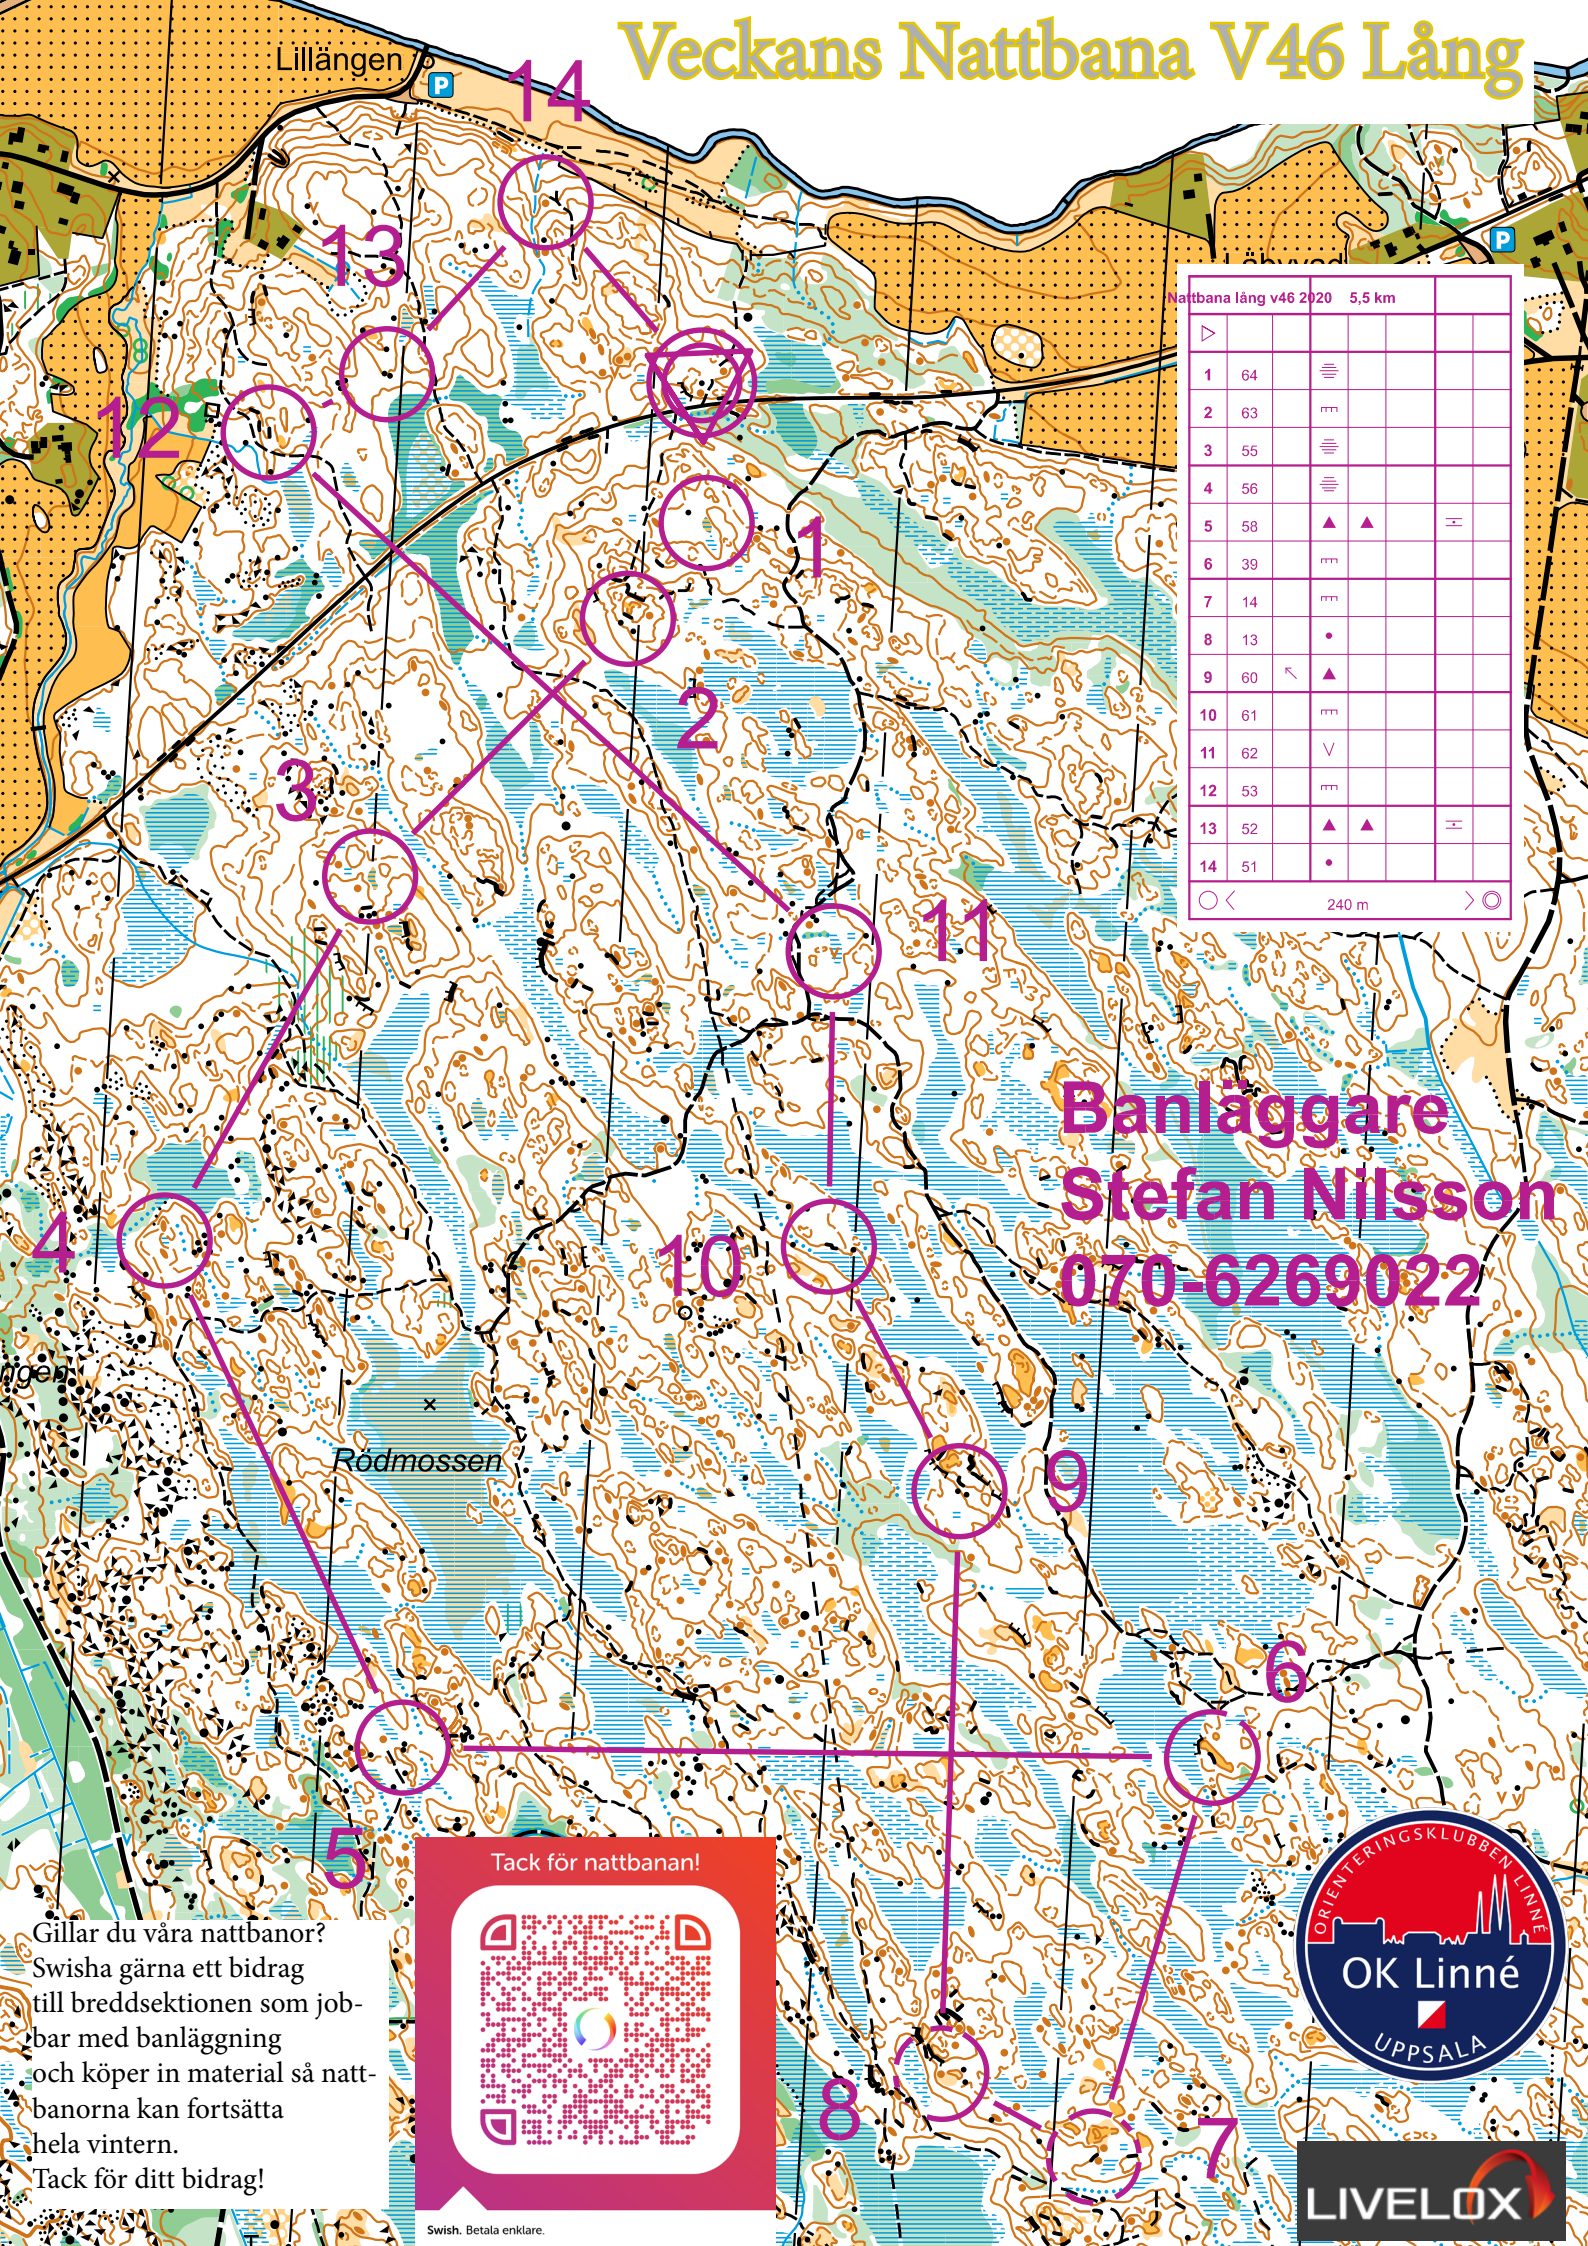 Veckans Nattbana V46 Lång
Lillängen
P
14
P
13
Nattbana lång v46 2020 5,5 km
1 64
2 63
3 55
4 56
5 58
6 39
7 14
8 13
9 60
10 61
11 62
12 53
13 52
14 51
240 m
12
1
2
3
11
Banläggare
Stefan Nilsson
070-6269022
4
10
Rödmossen
9
6
5
Tack för nattbanan!
Gillar du våra nattbanor?
Swisha gärna ett bidrag
till breddsektionen som job-
bar med banläggning
och köper in material så natt-
banorna kan fortsätta
hela vintern.
Tack för ditt bidrag!
Swish. Betala enklare.
ORIENTERINGSKLUBBEN LINNÉ
OK Linné
UPPSALA
8
7
LIVELOX